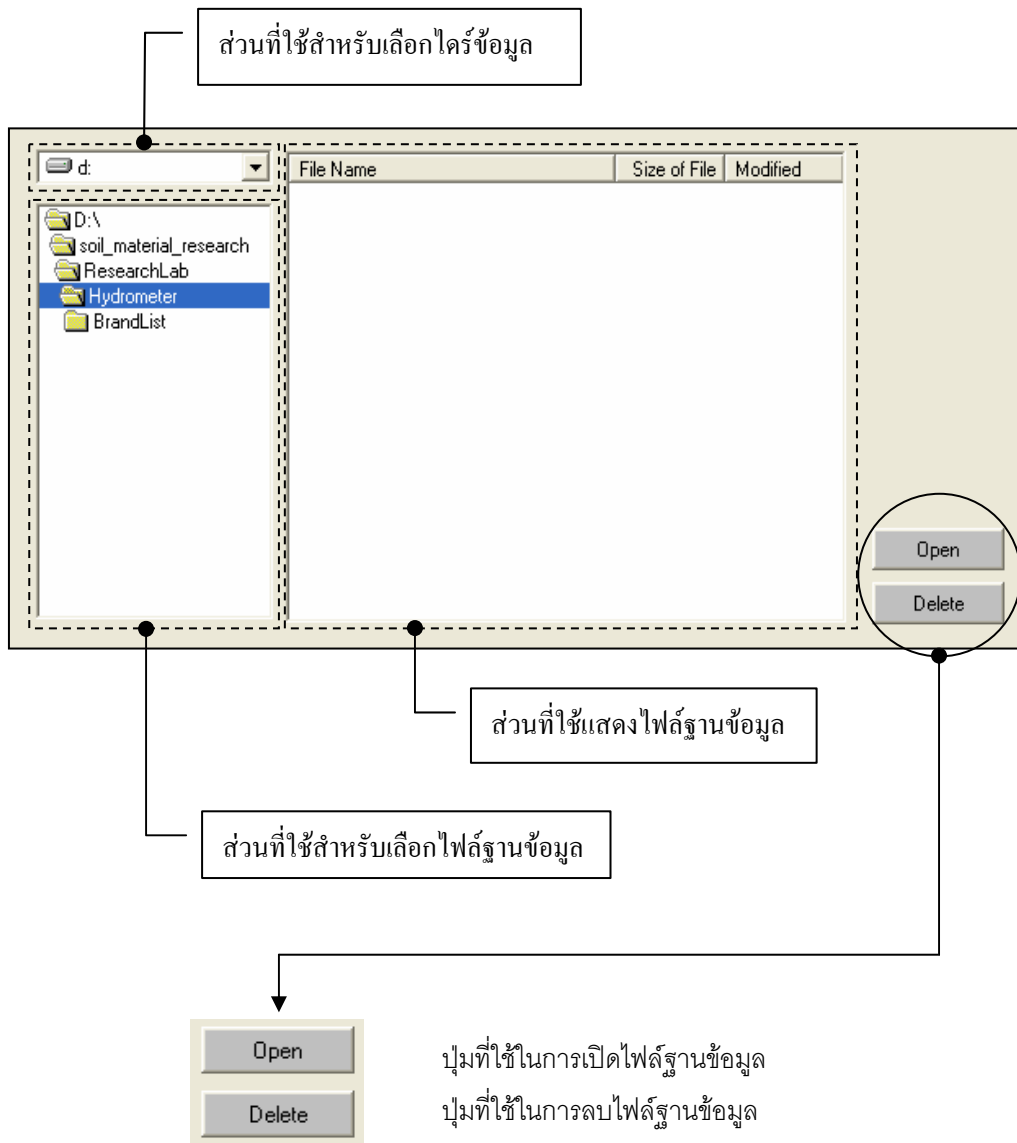 ส่วนที่ใช้สำหรับเลือกไดร์ข้อมูล
d:
File Name Size of File Modified
D:\
soil_material_research
ResearchLab
Hydrometer
BrandList
Open
Delete
ส่วนที่ใช้แสดงไฟล์ฐานข้อมูล
ส่วนที่ใช้สำหรับเลือกไฟล์ฐานข้อมูล
Open ปุ่มที่ใช้ในการเปิดไฟล์ฐานข้อมูล
Delete ปุ่มที่ใช้ในการลบไฟล์ฐานข้อมูล